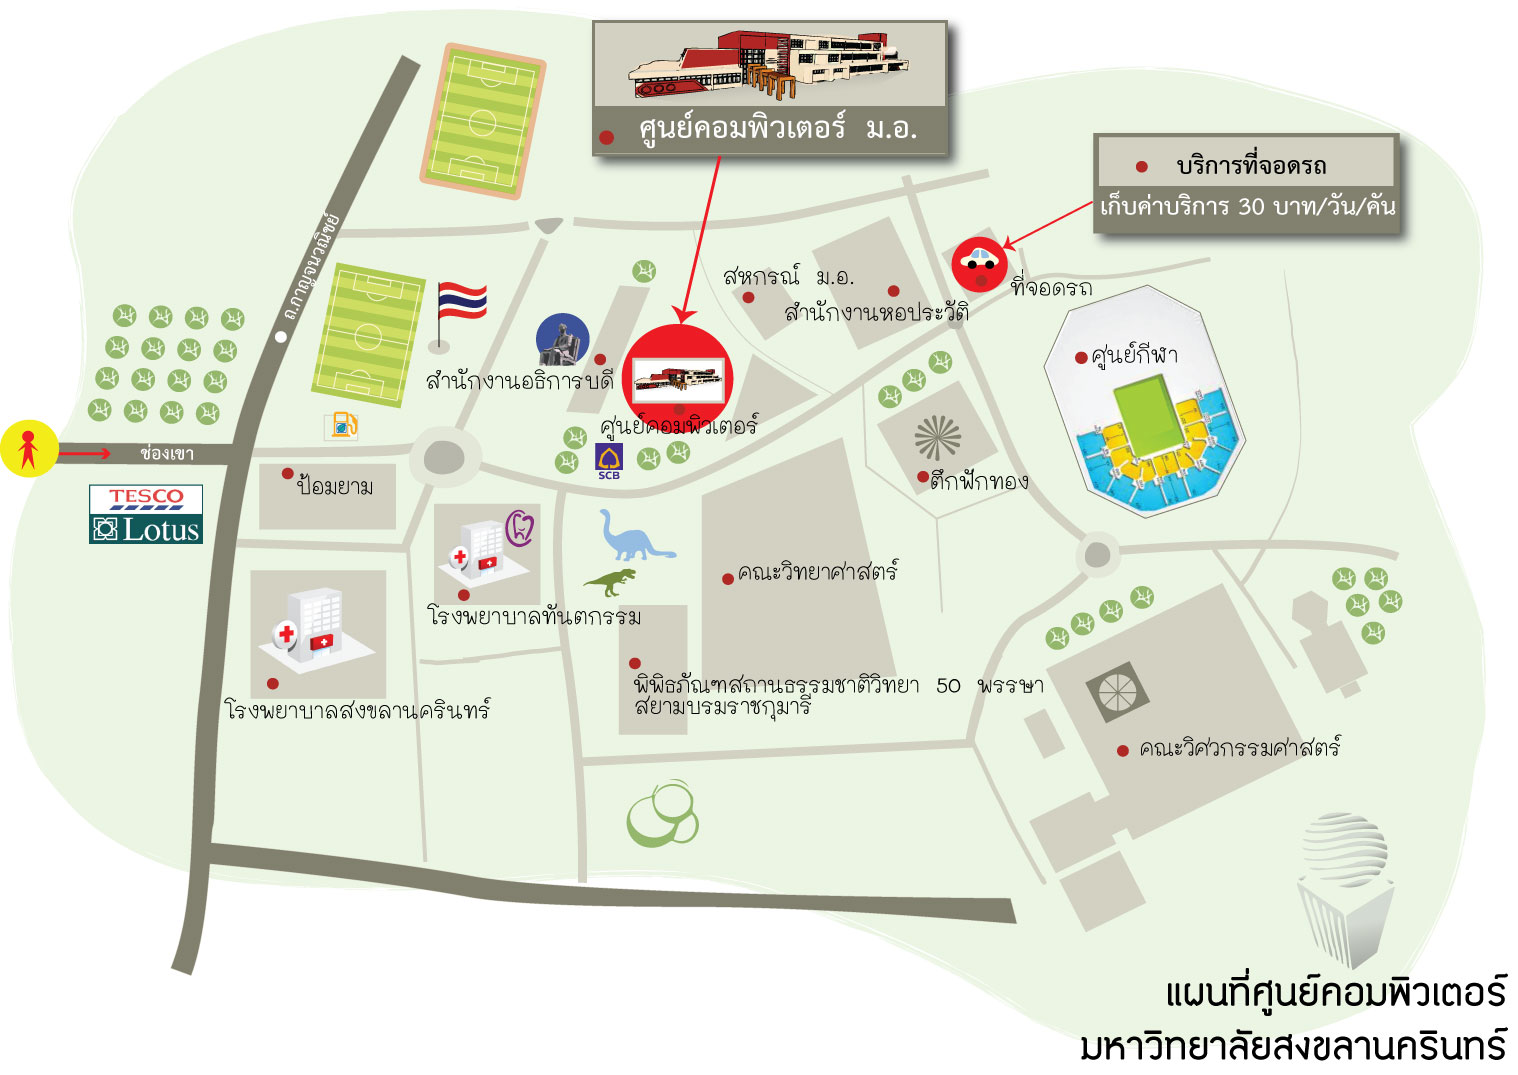 ศูนย์คอมพิวเตอร์ ม.อ.
บริการที่จอดรถ
เก็บค่าบริการ 30 บาท/วัน/คัน
ถ.กาญจนวณิชย์
สหกรณ์ ม.อ.
สำนักงานหอประวัติ
ที่จอดรถ
ศูนย์กีฬา
สำนักงานอธิการบดี
ศูนย์คอมพิวเตอร์
SCB
ช่องเขา
ป้อมยาม
ตึกฟักทอง
TESCO
Lotus
คณะวิทยาศาสตร์
โรงพยาบาลทันตกรรม
โรงพยาบาลสงขลานครินทร์
พิพิธภัณฑสถานธรรมชาติวิทยา 50 พรรษา
สยามบรมราชกุมารี
คณะวิศวกรรมศาสตร์
แผนที่ศูนย์คอมพิวเตอร์
มหาวิทยาลัยสงขลานครินทร์